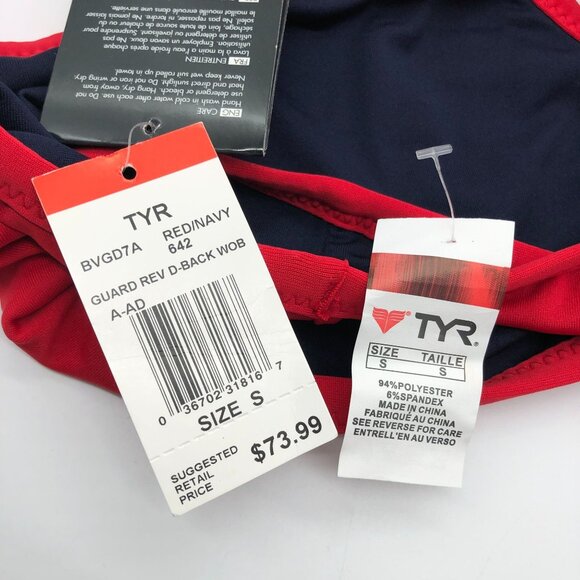 ENG CARE
Hand wash in cold water after each use. Do not
use detergent or bleach. Hang dry, away from
heat and direct sunlight. Do not iron or wring dry.
Never keep wet suit rolled up in towel.
FRA ENTRETIEN
Lava à la main à l'eau froide après chaque
utilisation. Employer un savon doux. Ne pas
utiliser de détergent ou javellisant. Suspendre pour
séchage, loin de toute source de chaleur ou du
soleil. Ne pas repasser, ni tordre. Ne pas laisser
le maillot mouillé enroulé dans une
TYR
BVGD7A RED/NAVY
642
GUARD REV D-BACK WOB
A-AD
0 36702 31816 7
SIZE S
SUGGESTED
RETAIL
PRICE
$73.99
TYR
SIZE TAILLE
S S
94%POLYESTER
6%SPANDEX
MADE IN CHINA
FABRIQUÉ AU CHINA
SEE REVERSE FOR CARE
ENTRELL'EN AU VERSO